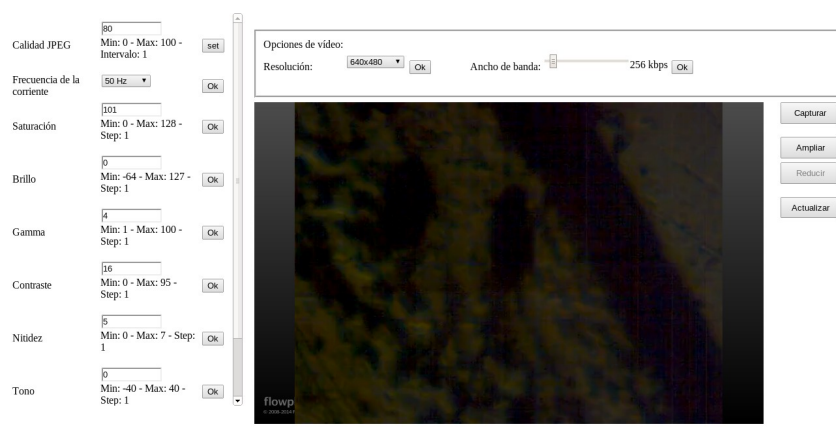 80
Calidad JPEG
Min: 0 - Max: 100 -
Intervalo: 1
set
Frecuencia de la
corriente
50 Hz
Ok
101
Saturación
Min: 0 - Max: 128 -
Step: 1
Ok
0
Brillo
Min: -64 - Max: 127 -
Step: 1
Ok
4
Gamma
Min: 1 - Max: 100 -
Step: 1
Ok
16
Contraste
Min: 0 - Max: 95 -
Step: 1
Ok
5
Nitidez
Min: 0 - Max: 7 - Step:
1
Ok
0
Tono
Min: -40 - Max: 40 -
Step: 1
Ok
Opciones de vídeo:
Resolución:
640x480
Ok
Ancho de banda:
256 kbps
Ok
Capturar
Ampliar
Reducir
Actualizar
flowp
© 2008-2014